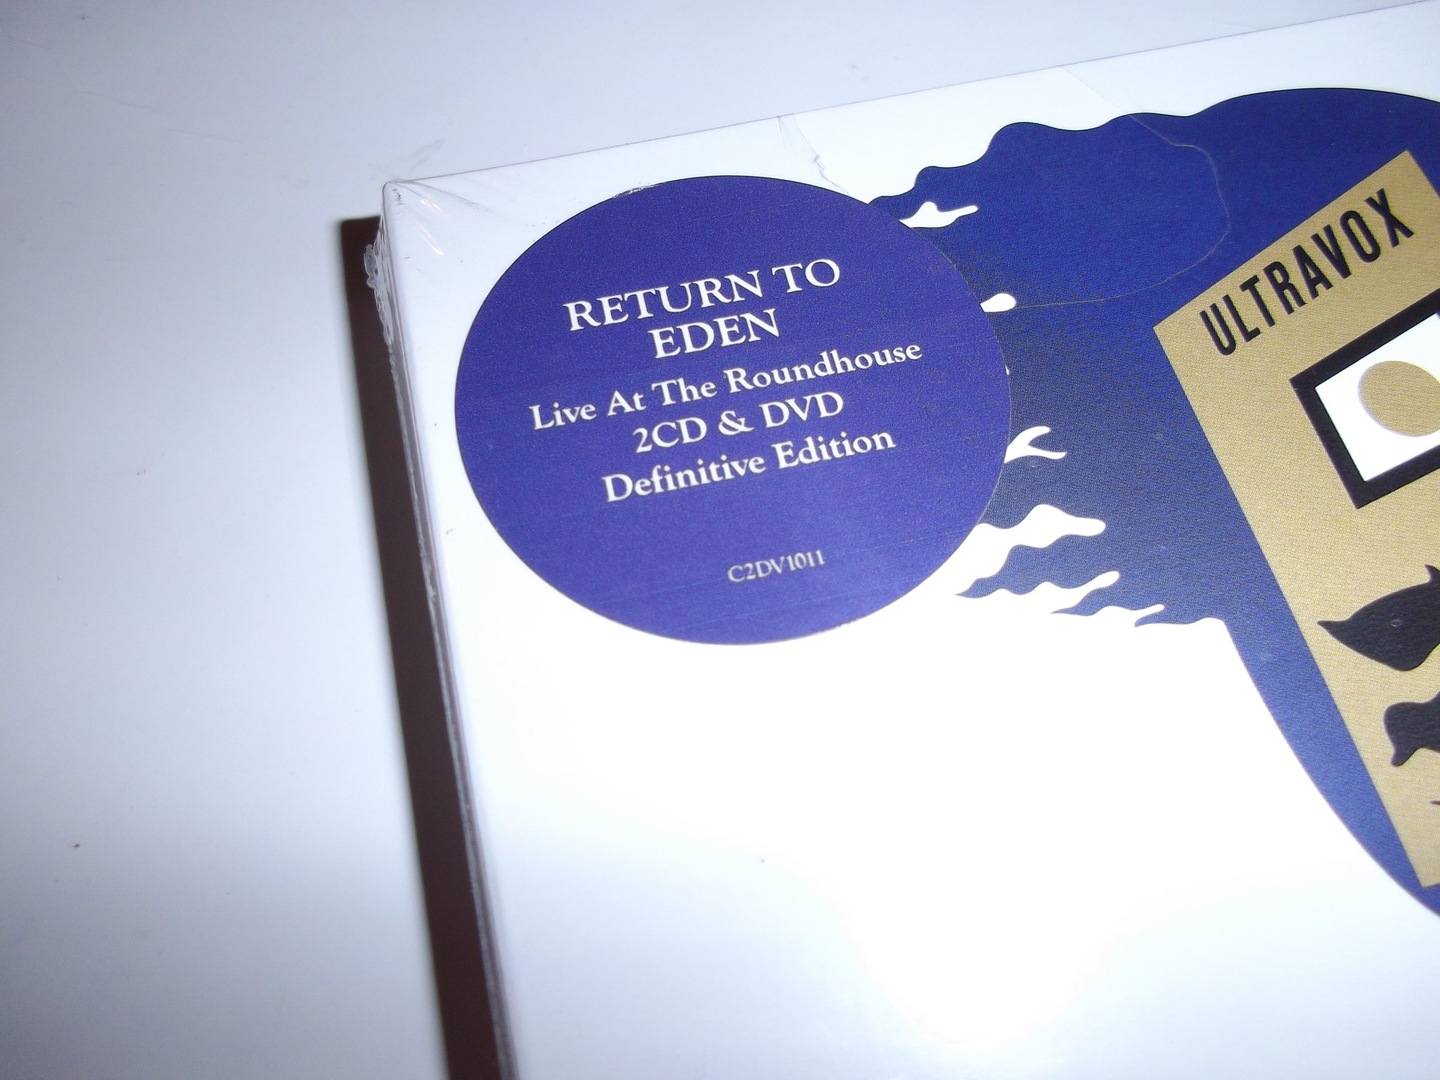 RETURN TO
EDEN
Live At The Roundhouse
2CD & DVD
Definitive Edition
C2DV1011
ULTRAVOX